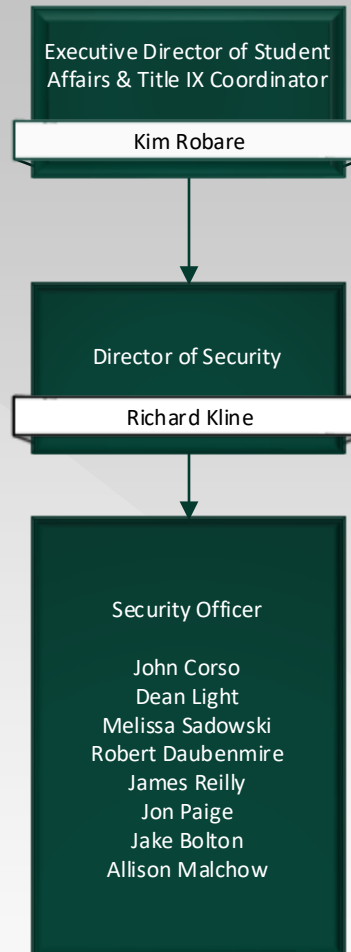 Executive Director of Student
Affairs & Title IX Coordinator
Kim Robare
Director of Security
Richard Kline
Security Officer
John Corso
Dean Light
Melissa Sadowski
Robert Daubenmire
James Reilly
Jon Paige
Jake Bolton
Allison Malchow